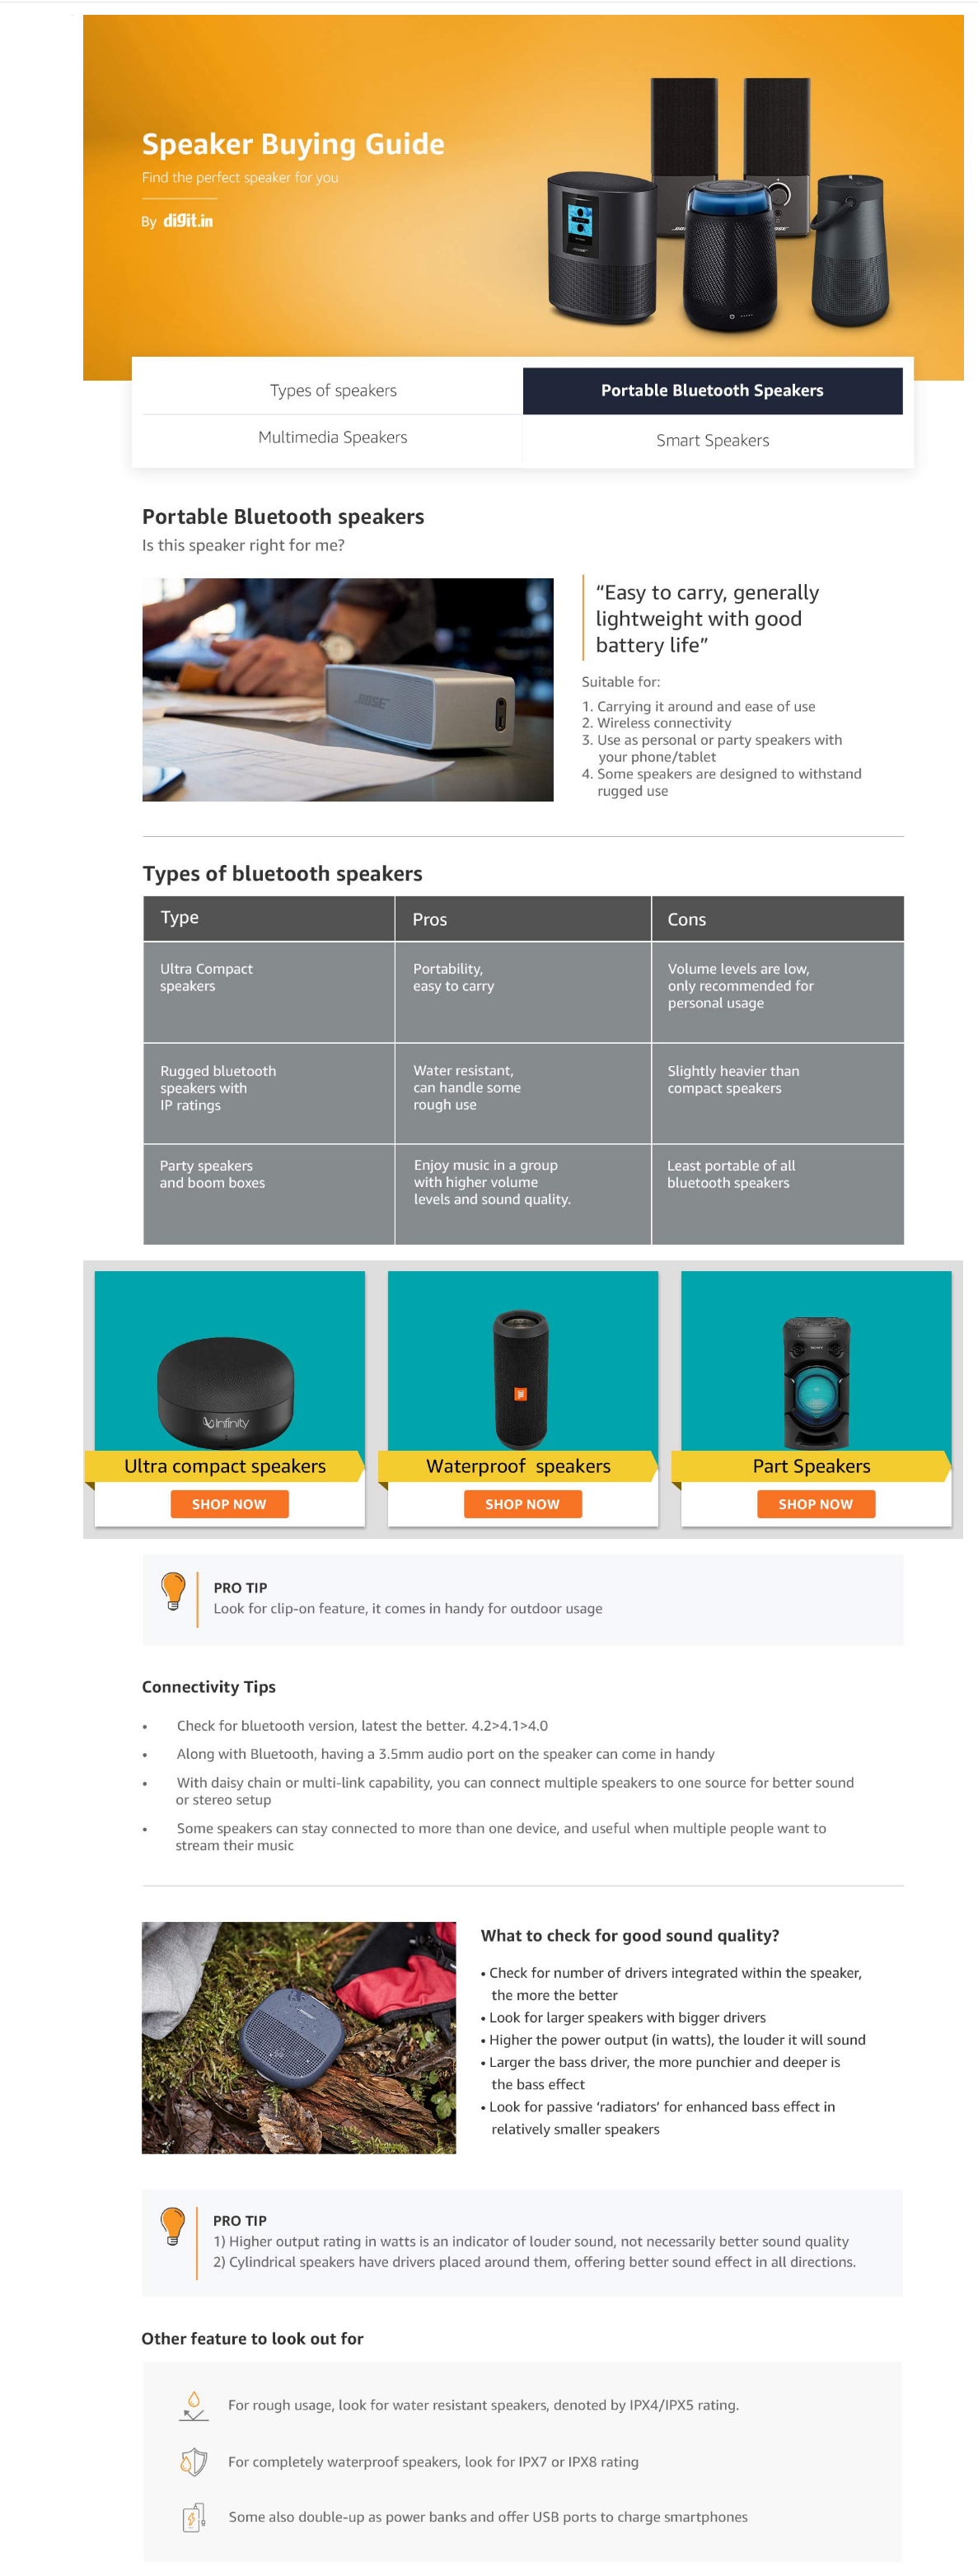 Speaker Buying Guide
Find the perfect speaker for you
By digit.in
Types of speakers
Portable Bluetooth Speakers
Multimedia Speakers
Smart Speakers
Portable Bluetooth speakers
Is this speaker right for me?
BOSE
“Easy to carry, generally
lightweight with good
battery life”
Suitable for:
1. Carrying it around and ease of use
2. Wireless connectivity
3. Use as personal or party speakers with
your phone/tablet
4. Some speakers are designed to withstand
rugged use
Types of bluetooth speakers
Type
Pros
Cons
Ultra Compact
speakers
Portability,
easy to carry
Volume levels are low,
only recommended for
personal usage
Rugged bluetooth
speakers with
IP ratings
Water resistant,
can handle some
rough use
Slightly heavier than
compact speakers
Party speakers
and boom boxes
Enjoy music in a group
with higher volume
levels and sound quality.
Least portable of all
bluetooth speakers
Infinity
SONY
Ultra compact speakers
Waterproof speakers
Part Speakers
SHOP NOW
SHOP NOW
SHOP NOW
PRO TIP
Look for clip-on feature, it comes in handy for outdoor usage
Connectivity Tips
• Check for bluetooth version, latest the better. 4.2>4.1>4.0
• Along with Bluetooth, having a 3.5mm audio port on the speaker can come in handy
• With daisy chain or multi-link capability, you can connect multiple speakers to one source for better sound
or stereo setup
• Some speakers can stay connected to more than one device, and useful when multiple people want to
stream their music
What to check for good sound quality?
• Check for number of drivers integrated within the speaker,
the more the better
• Look for larger speakers with bigger drivers
• Higher the power output (in watts), the louder it will sound
• Larger the bass driver, the more punchier and deeper is
the bass effect
• Look for passive ‘radiators’ for enhanced bass effect in
relatively smaller speakers
PRO TIP
1) Higher output rating in watts is an indicator of louder sound, not necessarily better sound quality
2) Cylindrical speakers have drivers placed around them, offering better sound effect in all directions.
Other feature to look out for
For rough usage, look for water resistant speakers, denoted by IPX4/IPX5 rating.
For completely waterproof speakers, look for IPX7 or IPX8 rating
Some also double-up as power banks and offer USB ports to charge smartphones